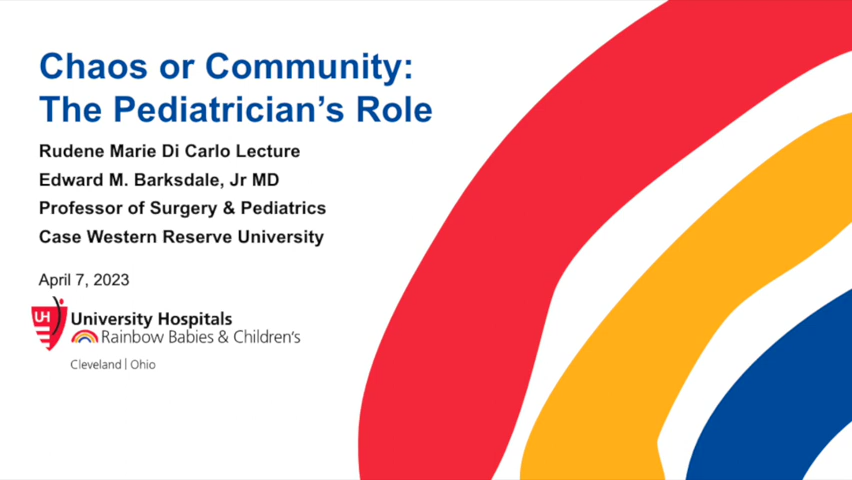 Chaos or Community:
The Pediatrician's Role
Rudene Marie Di Carlo Lecture
Edward M. Barksdale, Jr MD
Professor of Surgery & Pediatrics
Case Western Reserve University
April 7, 2023
UH
University Hospitals
Rainbow Babies & Children's
Cleveland | Ohio